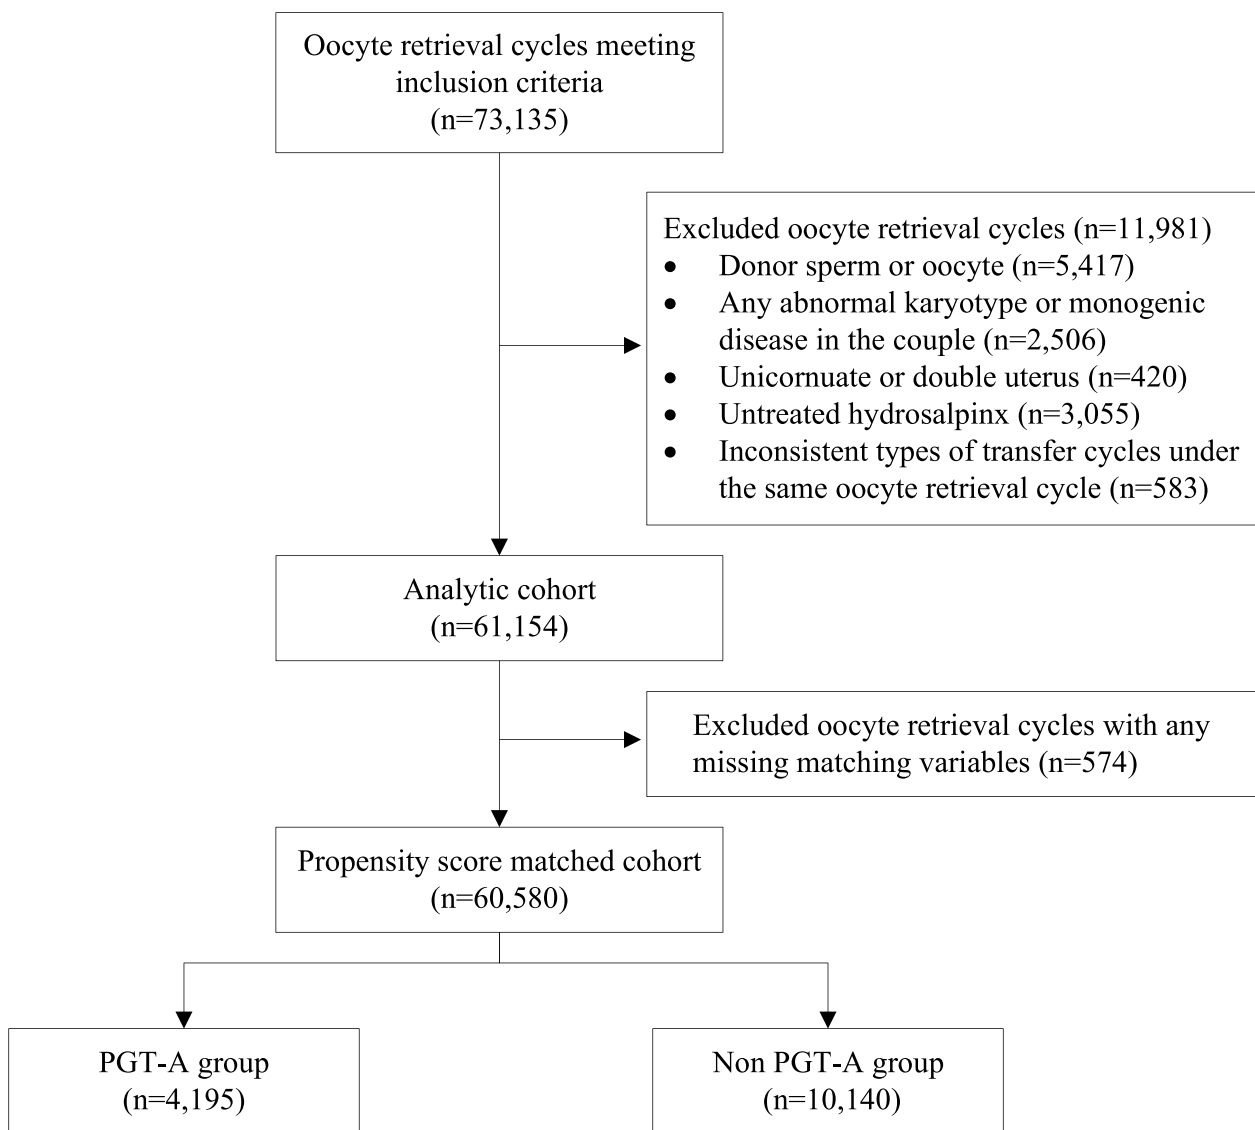 Oocyte retrieval cycles meeting
inclusion criteria
(n=73,135)
Excluded oocyte retrieval cycles (n=11,981)
• Donor sperm or oocyte (n=5,417)
• Any abnormal karyotype or monogenic
disease in the couple (n=2,506)
• Unicornuate or double uterus (n=420)
• Untreated hydrosalpinx (n=3,055)
• Inconsistent types of transfer cycles under
the same oocyte retrieval cycle (n=583)
Analytic cohort
(n=61,154)
Excluded oocyte retrieval cycles with any
missing matching variables (n=574)
Propensity score matched cohort
(n=60,580)
PGT-A group
(n=4,195)
Non PGT-A group
(n=10,140)